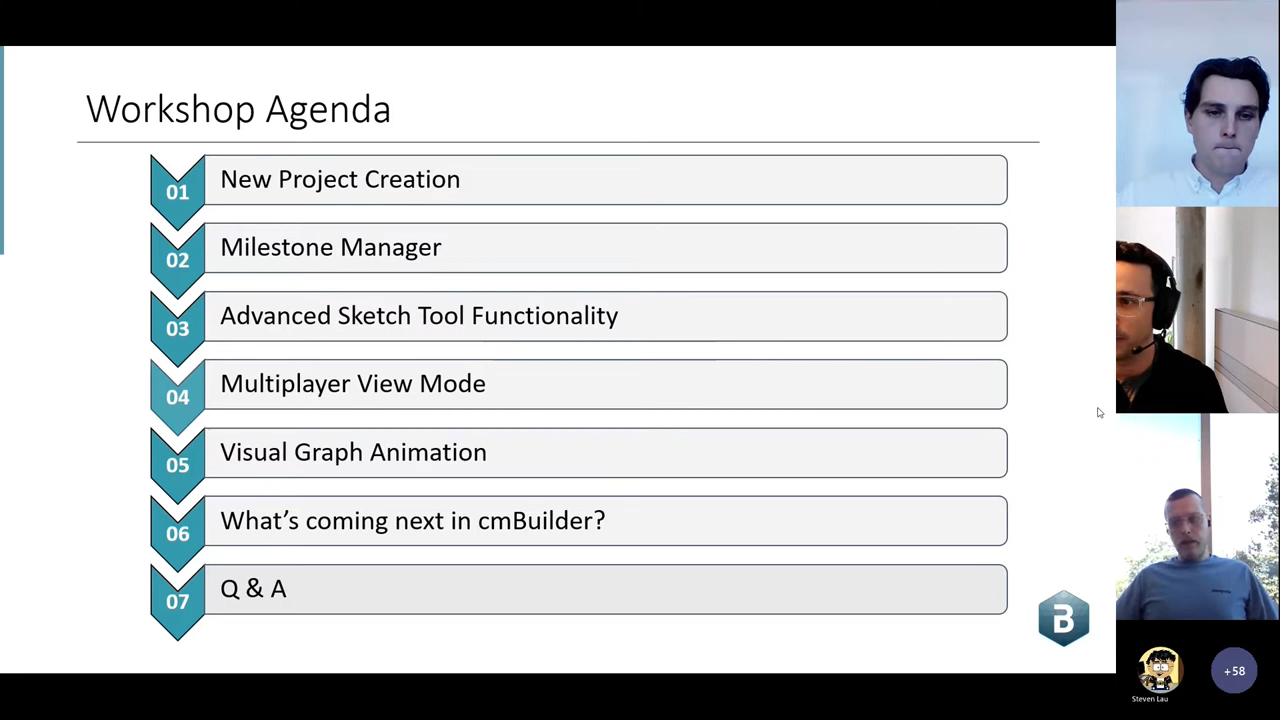 Workshop Agenda
01 New Project Creation
02 Milestone Manager
03 Advanced Sketch Tool Functionality
04 Multiplayer View Mode
05 Visual Graph Animation
06 What's coming next in cmBuilder?
07 Q & A
B
Steven Lau
+58